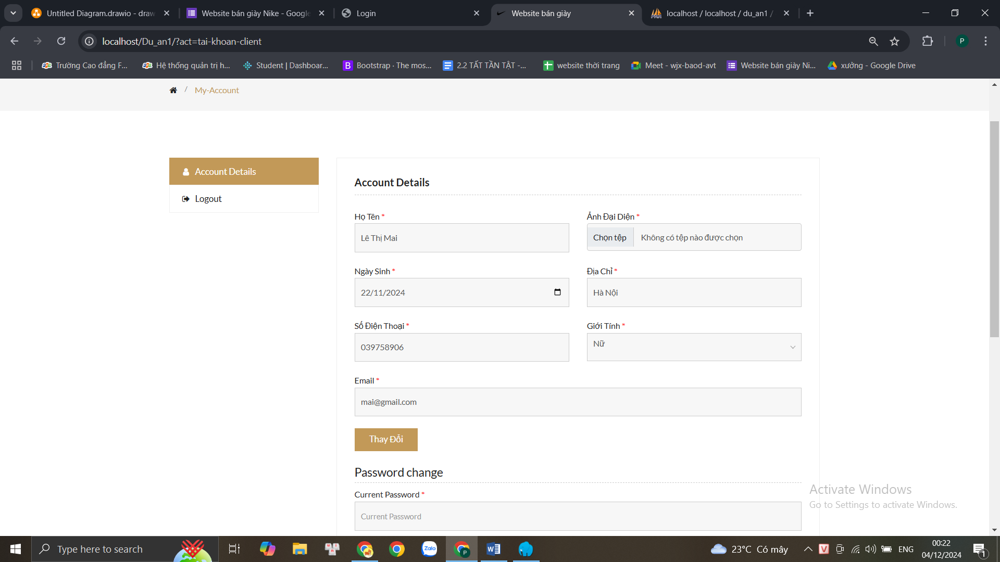 Untitled Diagram.drawio - draw
Website bán giày Nike - Google
Login
Website bán giày
localhost / localhost / du_an1 /
localhost/Du_an1/?act=tai-khoan-client
P
Trường Cao đẳng F...
Hệ thống quản trị h...
Student | Dashboar...
B Bootstrap · The mos...
2.2 TẤT TẦN TẬT -...
website thời trang
Meet - wjx-baod-avt
Website bán giày Ni...
xưởng - Google Drive
/ My-Account
Account Details
Logout
Account Details
Họ Tên *
Ảnh Đại Diện *
Lê Thị Mai
Chọn tệp Không có tệp nào được chọn
Ngày Sinh *
Địa Chỉ *
22/11/2024
Hà Nội
Số Điện Thoại *
Giới Tính *
039758906
Nữ
Email *
mai@gmail.com
Thay Đổi
Password change
Current Password *
Current Password
Activate Windows
Go to Settings to activate Windows.
Type here to search
Zalo
P
W
23°C Có mây
V
ENG
00:22
04/12/2024
1